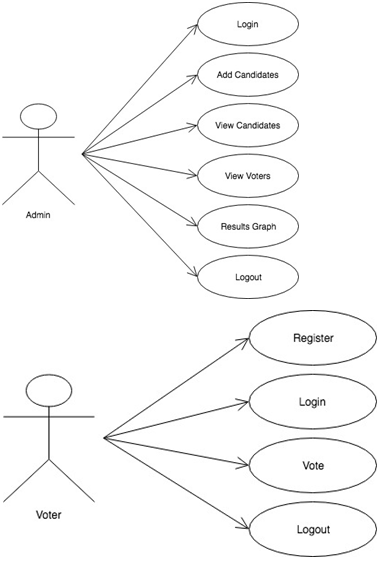 Login
Add Candidates
View Candidates
View Voters
Admin
Results Graph
Logout
Register
Login
Vote
Voter
Logout